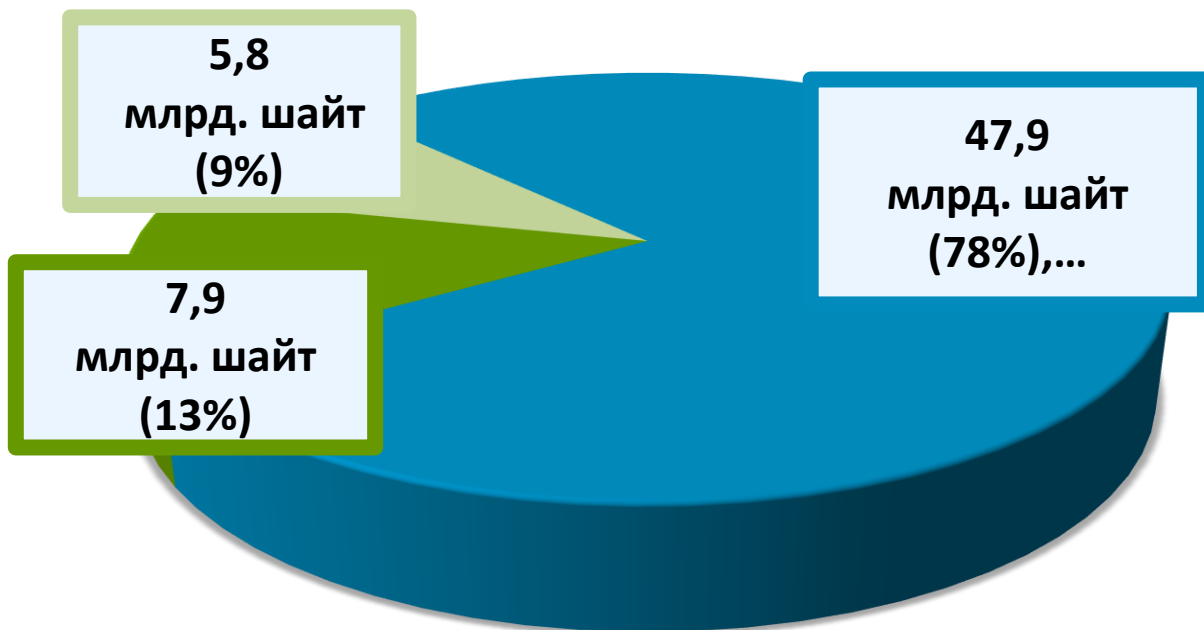 5,8
млрд. шайт
(9%)
47,9
млрд. шайт
(78%),...
7,9
млрд. шайт
(13%)